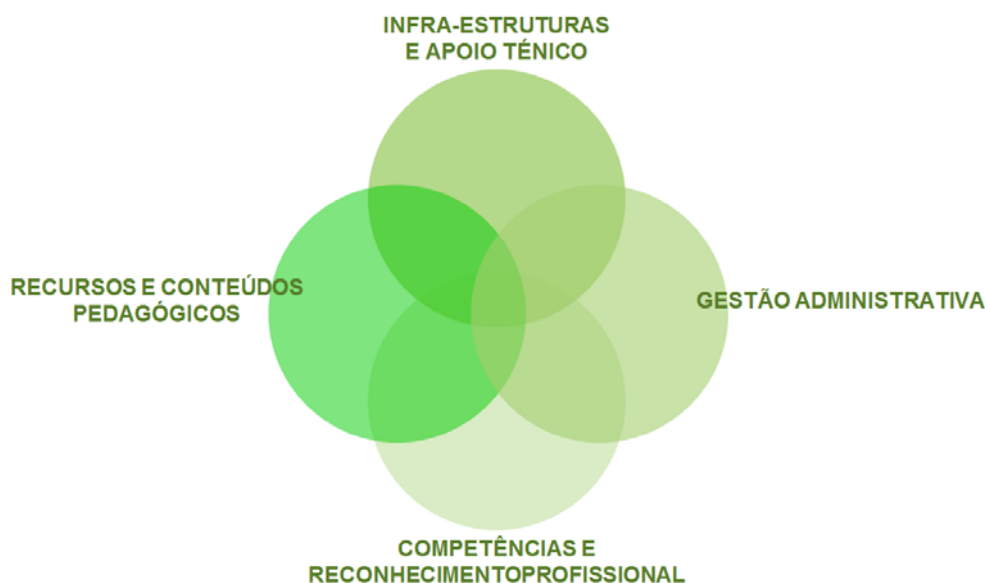 INFRA-ESTRUTURAS
E APOIO TÉNICO
RECURSOS E CONTEÚDOS
PEDAGÓGICOS
GESTÃO ADMINISTRATIVA
COMPETÊNCIAS E
RECONHECIMENTOPROFISSIONAL